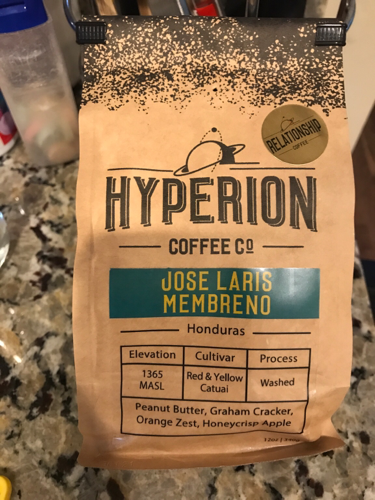 RELATIONSHIP
COFFEE
HYPERION
COFFEE CO
JOSE LARIS
MEMBRENO
Honduras
Elevation Cultivar Process
1365 MASL Red & Yellow Catuai Washed
Peanut Butter, Graham Cracker,
Orange Zest, Honeycrisp Apple